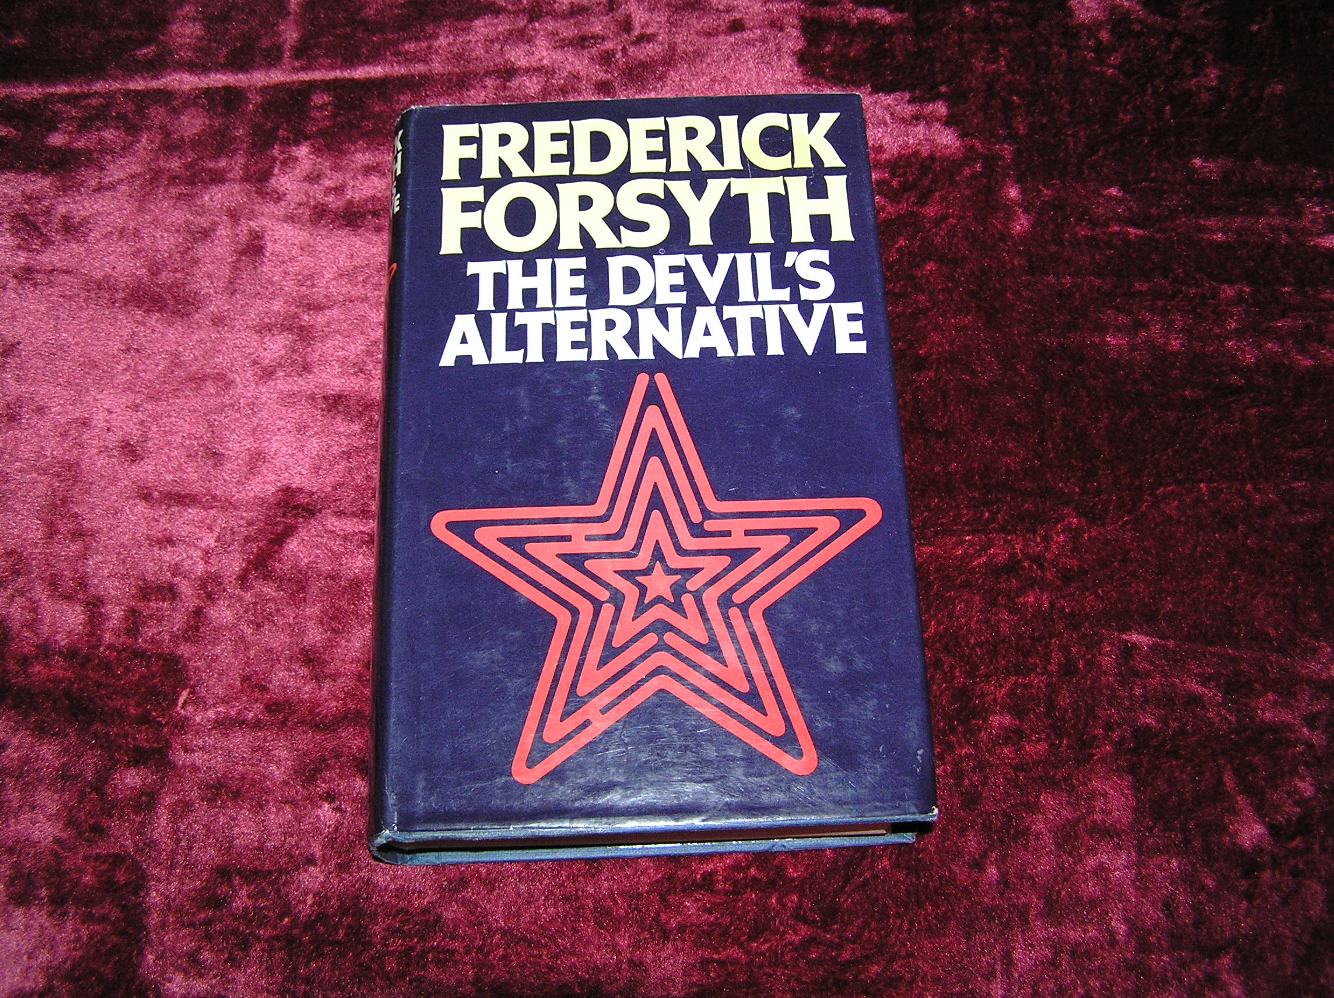 FREDERICK
FORSYTH
THE DEVIL'S
ALTERNATIVE